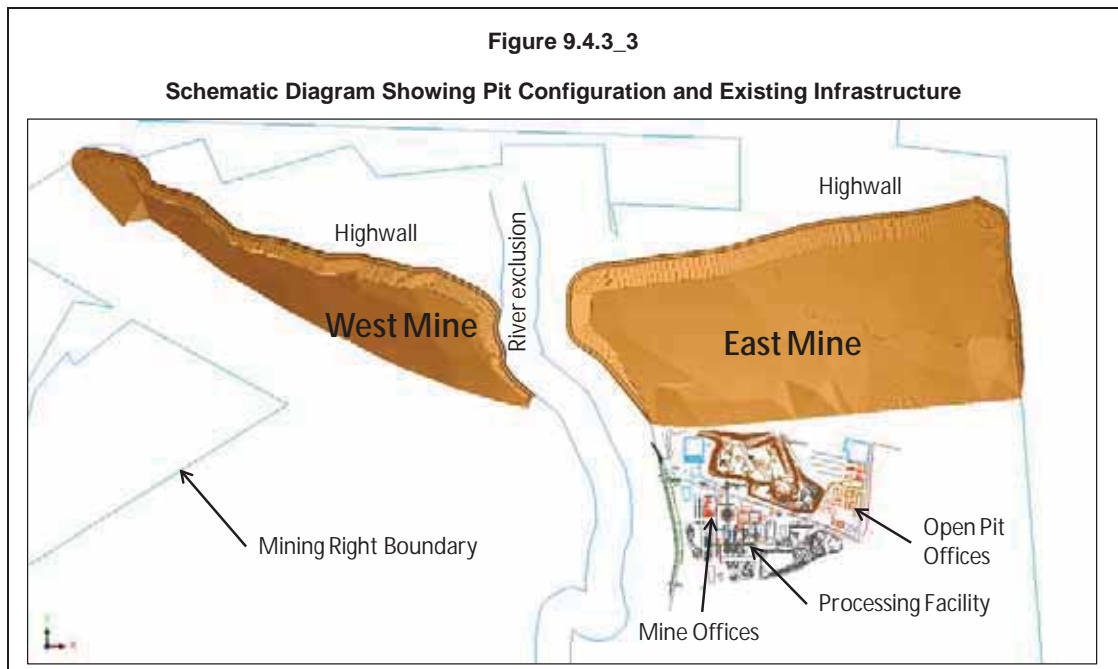 Figure 9.4.3_3
Schematic Diagram Showing Pit Configuration and Existing Infrastructure
Highwall
Highwall
River exclusion
West Mine
East Mine
Mining Right Boundary
Open Pit
Offices
Processing Facility
Mine Offices